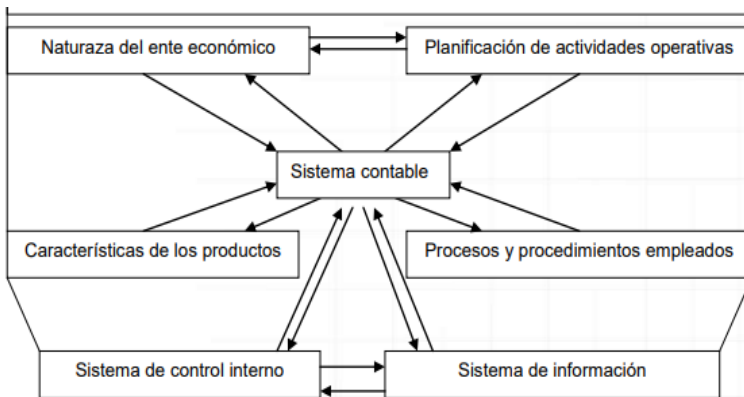 Naturaza del ente económico
Planificación de actividades operativas
Sistema contable
Características de los productos
Procesos y procedimientos empleados
Sistema de control interno
Sistema de información